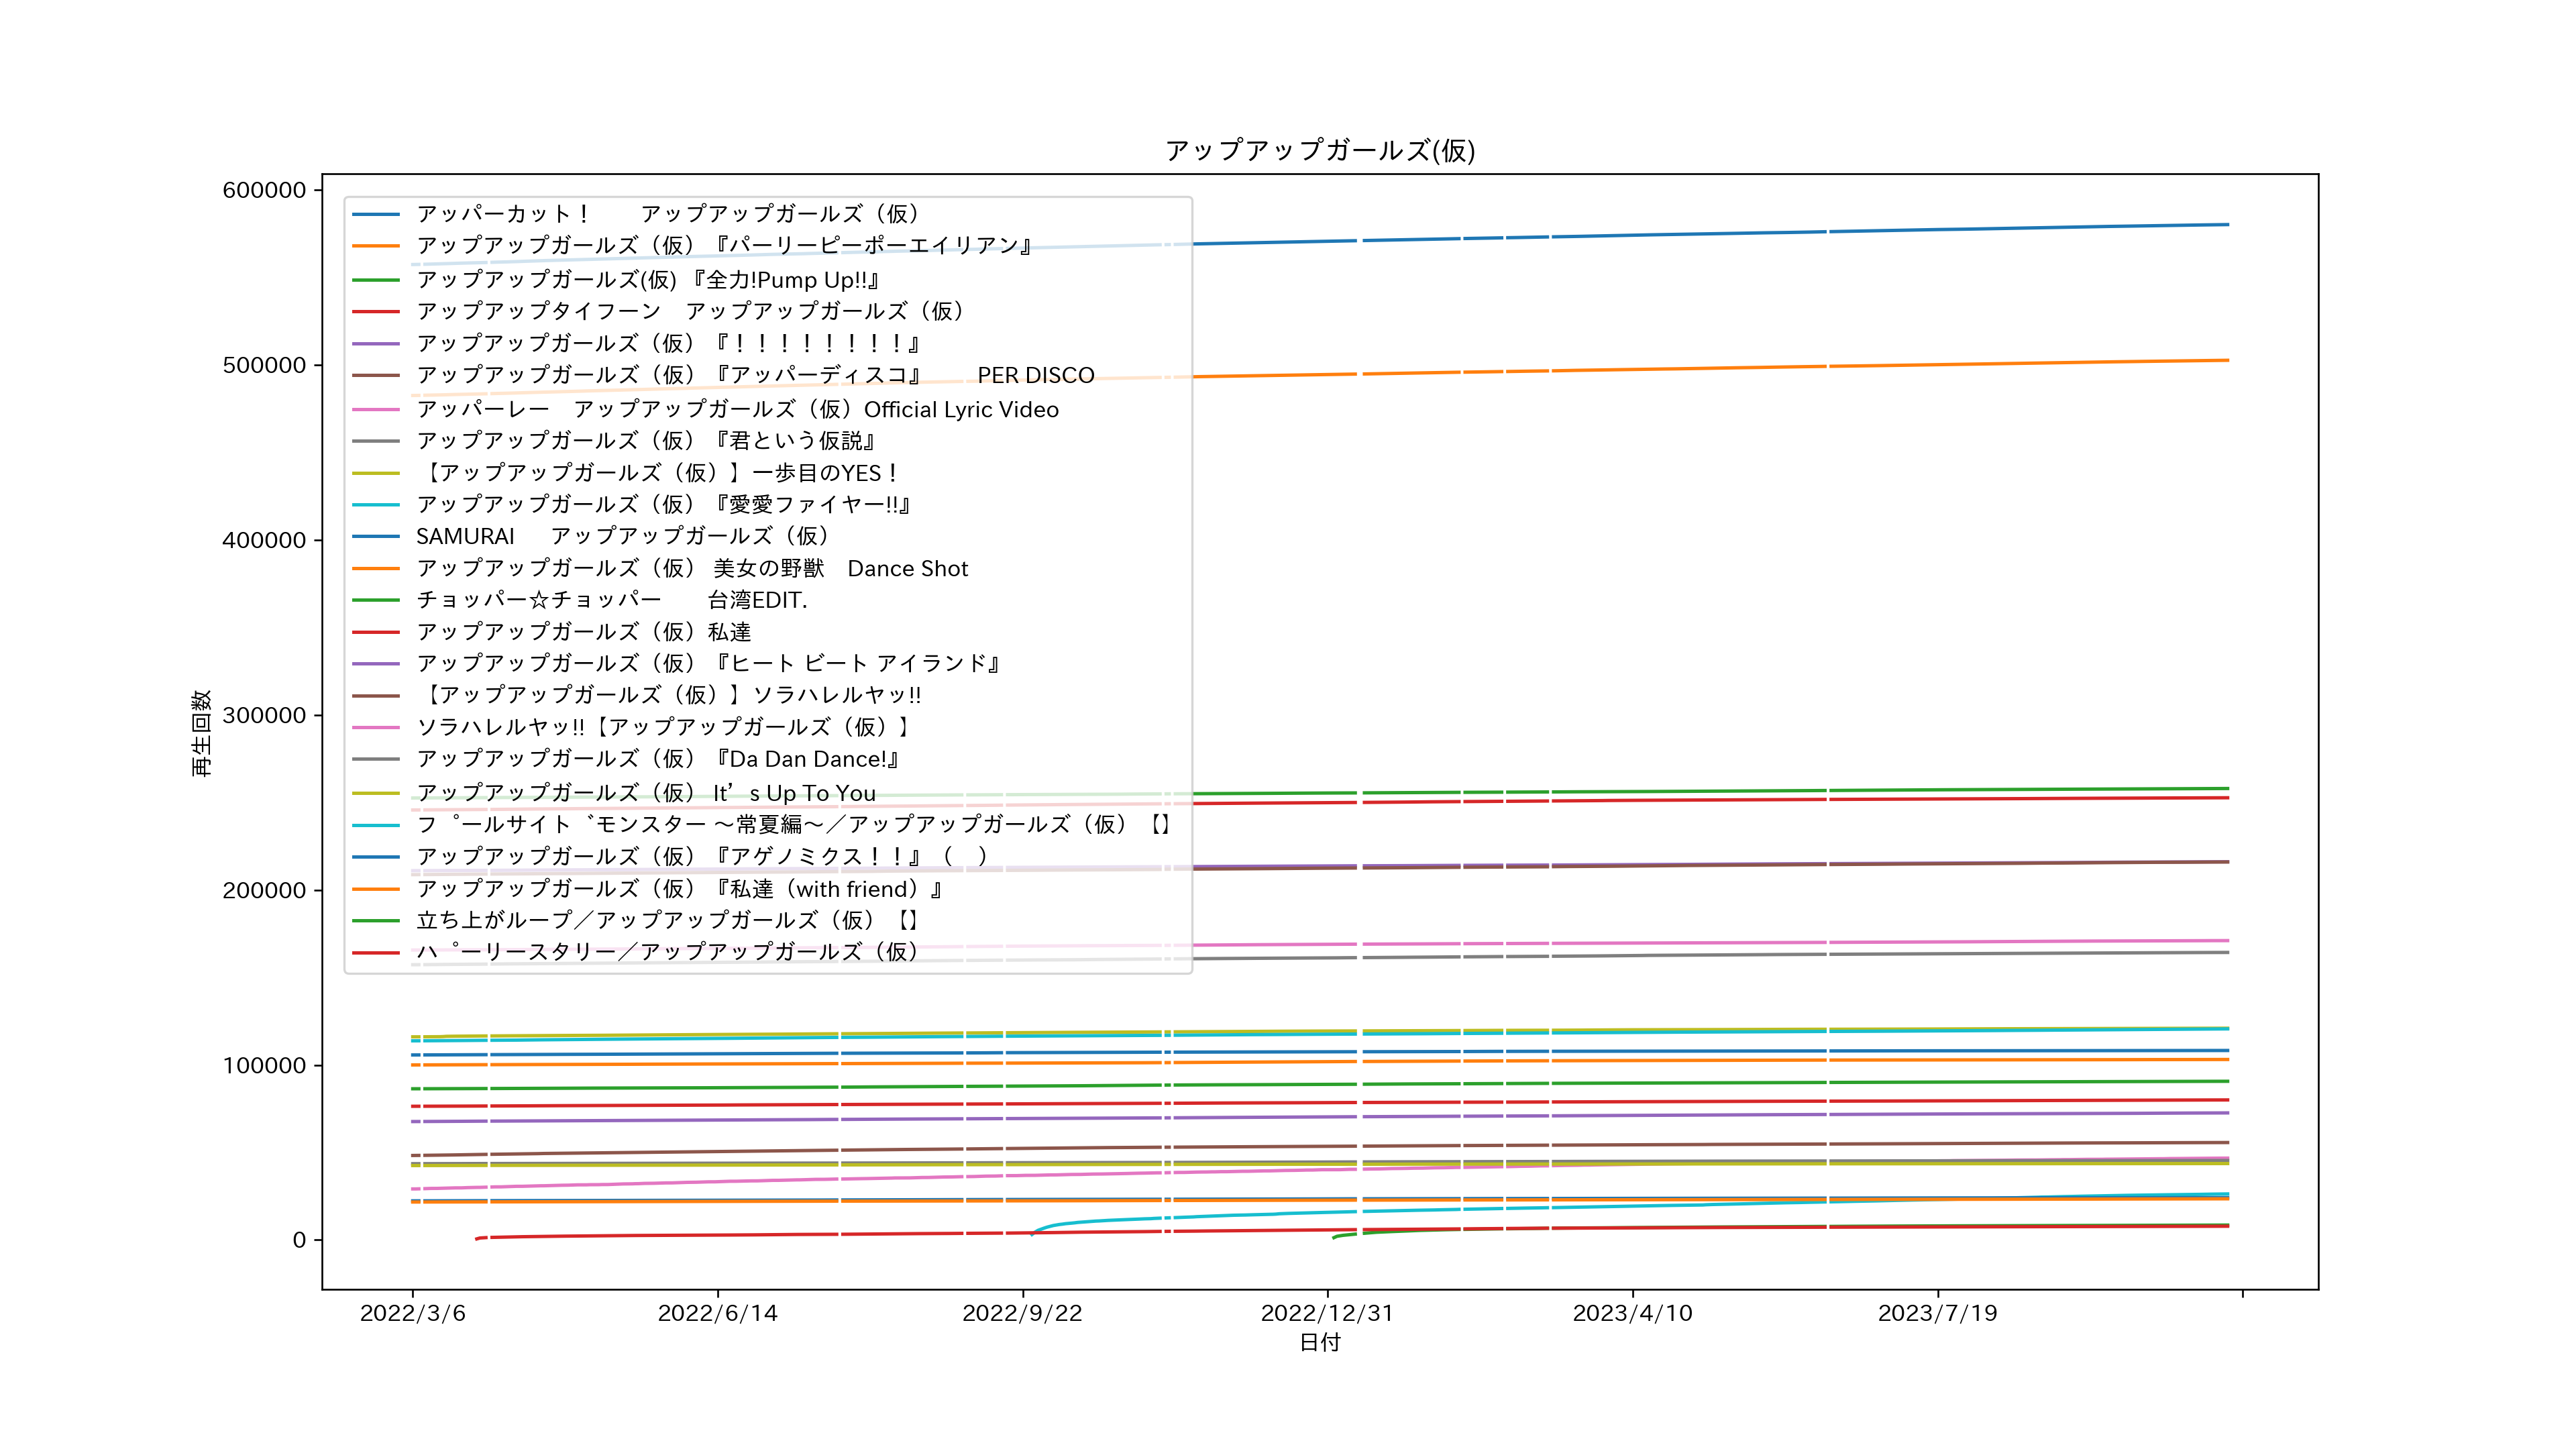 アップアップガールズ(仮)
600000
500000
400000
300000
200000
100000
0
再生回数
アッパーカット！　　アップアップガールズ（仮）
アップアップガールズ（仮）『パーリーピーポーエイリアン』
アップアップガールズ(仮) 『全力!Pump Up!!』
アップアップタイフーン　アップアップガールズ（仮）
アップアップガールズ（仮）『！！！！！！！！』
アップアップガールズ（仮）『アッパーディスコ』　　PER DISCO
アッパーレー　アップアップガールズ（仮）Official Lyric Video
アップアップガールズ（仮）『君という仮説』
【アップアップガールズ（仮）】一歩目のYES！
アップアップガールズ（仮）『愛愛ファイヤー!!』
SAMURAI　 アップアップガールズ（仮）
アップアップガールズ（仮） 美女の野獣　Dance Shot
チョッパー☆チョッパー　　台湾EDIT.
アップアップガールズ（仮）私達
アップアップガールズ（仮）『ヒート ビート アイランド』
【アップアップガールズ（仮）】ソラハレルヤッ!!
ソラハレルヤッ!!【アップアップガールズ（仮）】
アップアップガールズ（仮）『Da Dan Dance!』
アップアップガールズ（仮） It’s Up To You
フ゜ールサイト゛モンスター ～常夏編～／アップアップガールズ（仮）【】
アップアップガールズ（仮）『アゲノミクス！！』（　）
アップアップガールズ（仮）『私達（with friend）』
立ち上がループ／アップアップガールズ（仮）【】
ハ゜ーリースタリー／アップアップガールズ（仮）
2022/3/6
2022/6/14
2022/9/22
2022/12/31
2023/4/10
2023/7/19
日付